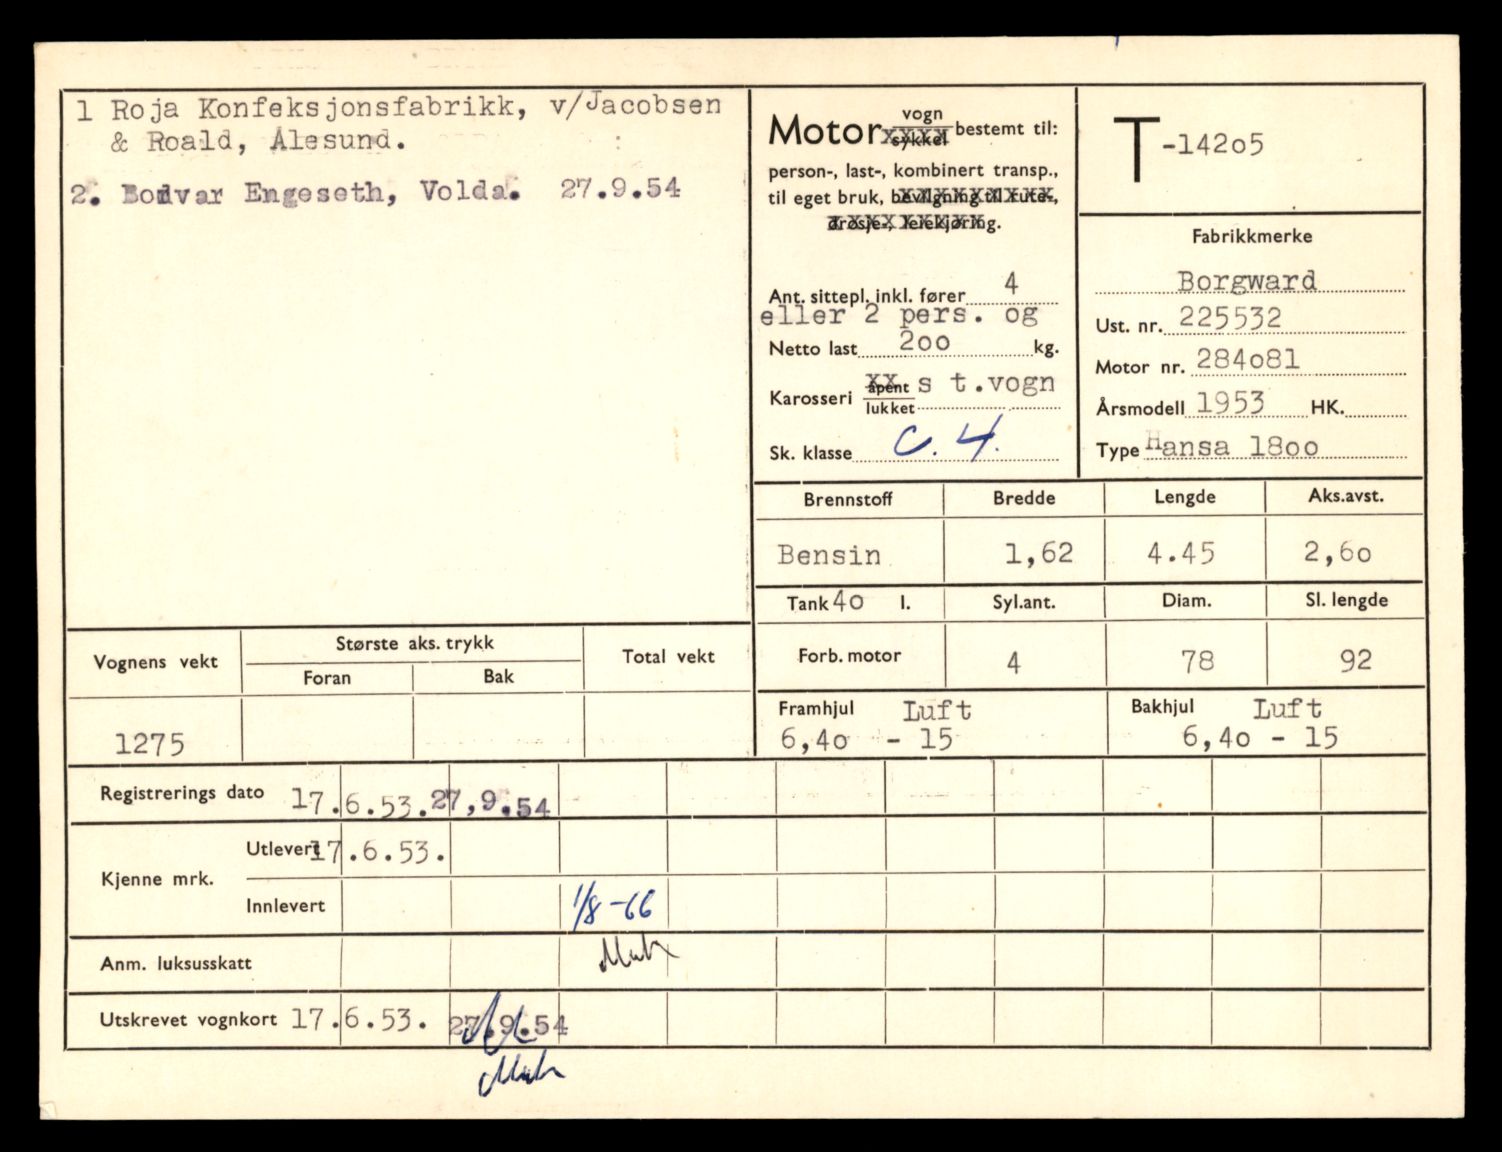 1 Roja Konfeksjonsfabrikk, v/Jacobsen
& Roald, Ålesund.
2. Bodvar Engeseth, Volda. 27.9.54
Motor vogn
sykkel bestemt til:
person-, last-, kombinert transp.,
til eget bruk, bevilgning til rute-,
drosje-, leiekjøring.
Ant. sittepl. inkl. fører 4
eller 2 pers. og
Netto last 2oo kg.
Karosseri åpent
lukket s t.vogn
Sk. klasse C. 4.
T-142o5
Fabrikkmerke
Borgward
Ust. nr. 225532
Motor nr. 284o81
Årsmodell 1953 HK.
Type Hansa 18oo
Brennstoff Bredde Lengde Aks.avst.
Bensin 1,62 4.45 2,6o
Tank 4o l. Syl.ant. Diam. Sl. lengde
Forb. motor 4 78 92
Framhjul Luft
6,4o - 15
Bakhjul Luft
6,4o - 15
Vognens vekt Største aks. trykk Total vekt
Foran Bak
1275
Registrerings dato 17.6.53. 27,9.54
Kjenne mrk.
Utlevert 17.6.53.
Innlevert 1/8-66
Anm. luksusskatt
Utskrevet vognkort 17.6.53. 27.9.54